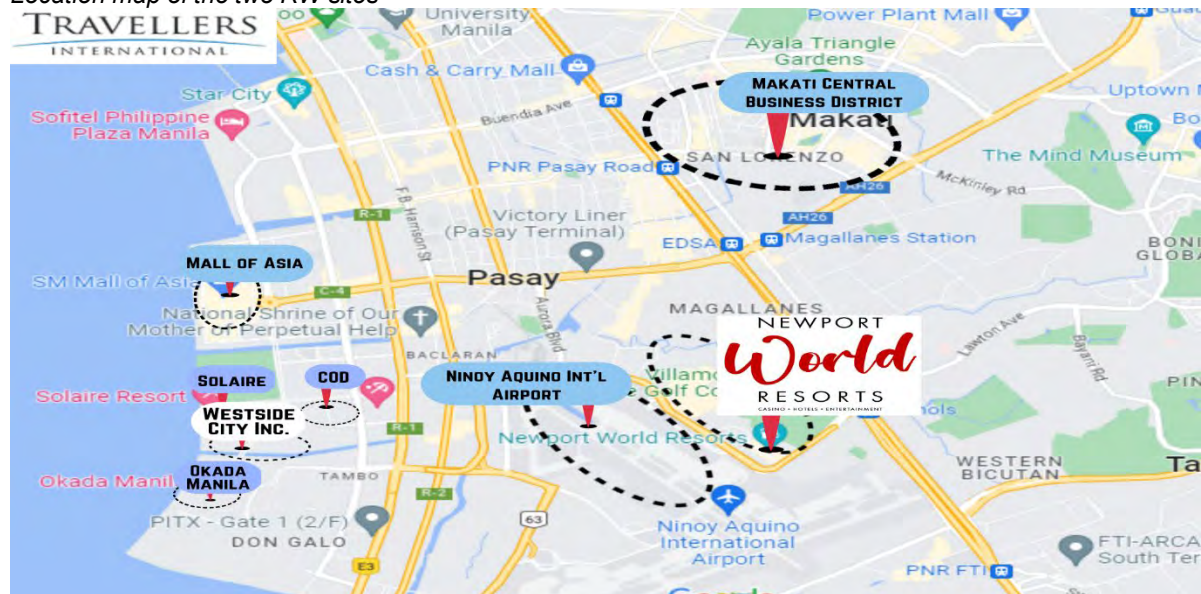 Location map of the two RW sites
TRAVELLERS
INTERNATIONAL
University
Manila
Power Plant Mall
Ayala Triangle
Gardens
Cash & Carry Mall
Star City
MAKATI CENTRAL
BUSINESS DISTRICT
Uptown
Sofitel Philippine
Plaza Manila
Buendia Ave
Makati
SAN LORENZO
The Mind Museum
PNR Pasay Road
McKinley Rd
AH26
F.B. Harrison St
R-1
Victory Liner
(Pasay Terminal)
AH26
EDSA
Magallanes Station
MALL OF ASIA
SM Mall of Asia
Pasay
C-4
National Shrine of Our
Mother of Perpetual Help
Aurora Blvd
MAGALLANES
NEWPORT
World
RESORTS
CASINO • HOTELS • ENTERTAINMENT
Lawton Ave
Bayani Rd
BACLARAN
SOLAIRE
COD
NINOY AQUINO INT'L
AIRPORT
Solaire Resort
WESTSIDE
CITY INC.
R-1
Newport World Resorts
OKADA
MANILA
Okada Manil
TAMBO
R-2
WESTERN
BICUTAN
63
PITX - Gate 1 (2/F)
DON GALO
Ninoy Aquino
International
Airport
E3
PNR FTI
FTI-ARCA
South Ter